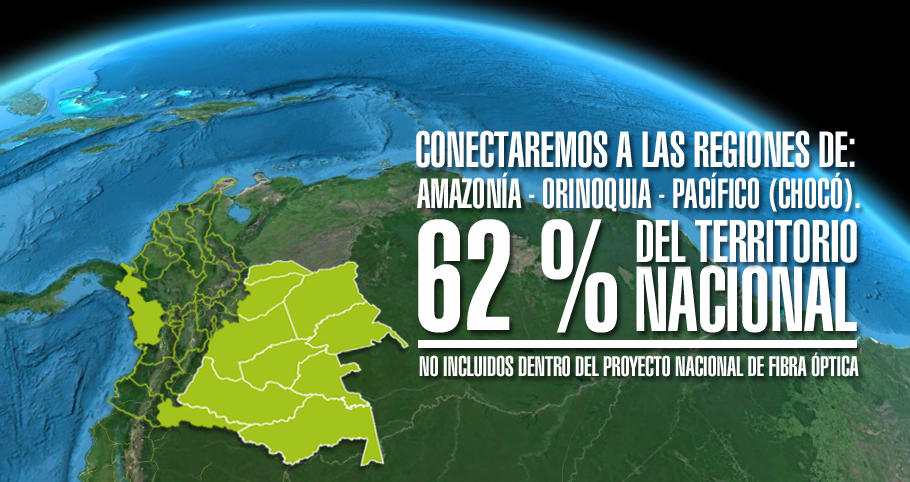 CONECTAREMOS A LAS REGIONES DE:
AMAZONÍA - ORINOQUIA - PACÍFICO (CHOCÓ).
62 % DEL TERRITORIO
NACIONAL
NO INCLUIDOS DENTRO DEL PROYECTO NACIONAL DE FIBRA ÓPTICA